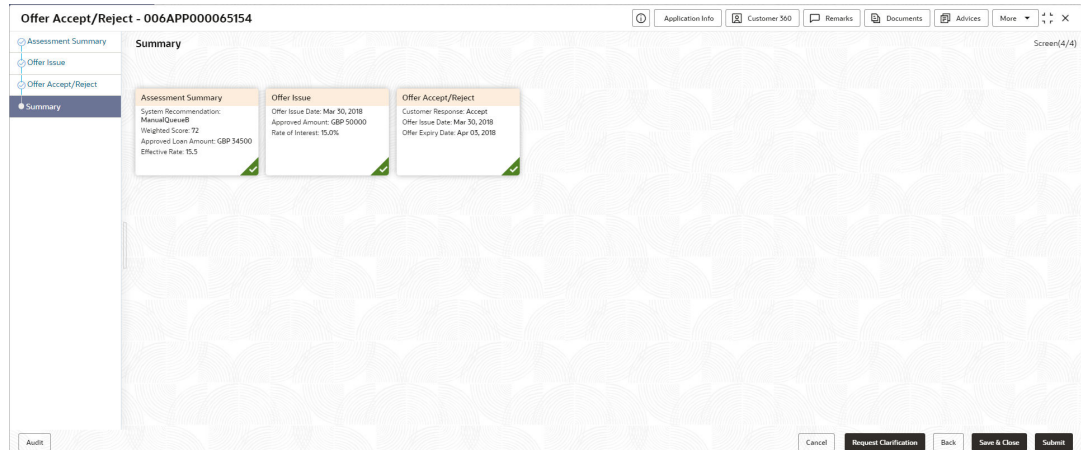 Offer Accept/Reject - 006APP000065154
Application Info
Customer 360
Remarks
Documents
Advices
More
Assessment Summary
Offer Issue
Offer Accept/Reject
Summary
Summary
Screen(4/4)
Assessment Summary
System Recommendation:
ManualQueueB
Weighted Score: 72
Approved Loan Amount: GBP 34500
Effective Rate: 15.5
Offer Issue
Offer Issue Date: Mar 30, 2018
Approved Amount: GBP 50000
Rate of Interest: 15.0%
Offer Accept/Reject
Customer Response: Accept
Offer Issue Date: Mar 30, 2018
Offer Expiry Date: Apr 03, 2018
Audit
Cancel
Request Clarification
Back
Save & Close
Submit